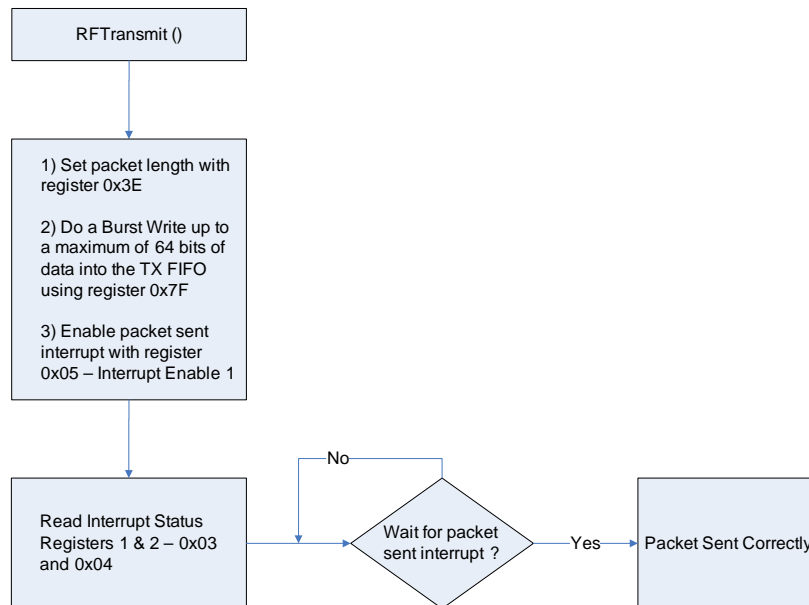 RFTransmit ()
1) Set packet length with
register 0x3E
2) Do a Burst Write up to
a maximum of 64 bits of
data into the TX FIFO
using register 0x7F
3) Enable packet sent
interrupt with register
0x05 – Interrupt Enable 1
Read Interrupt Status
Registers 1 & 2 – 0x03
and 0x04
No
Wait for packet
sent interrupt ?
Yes
Packet Sent Correctly